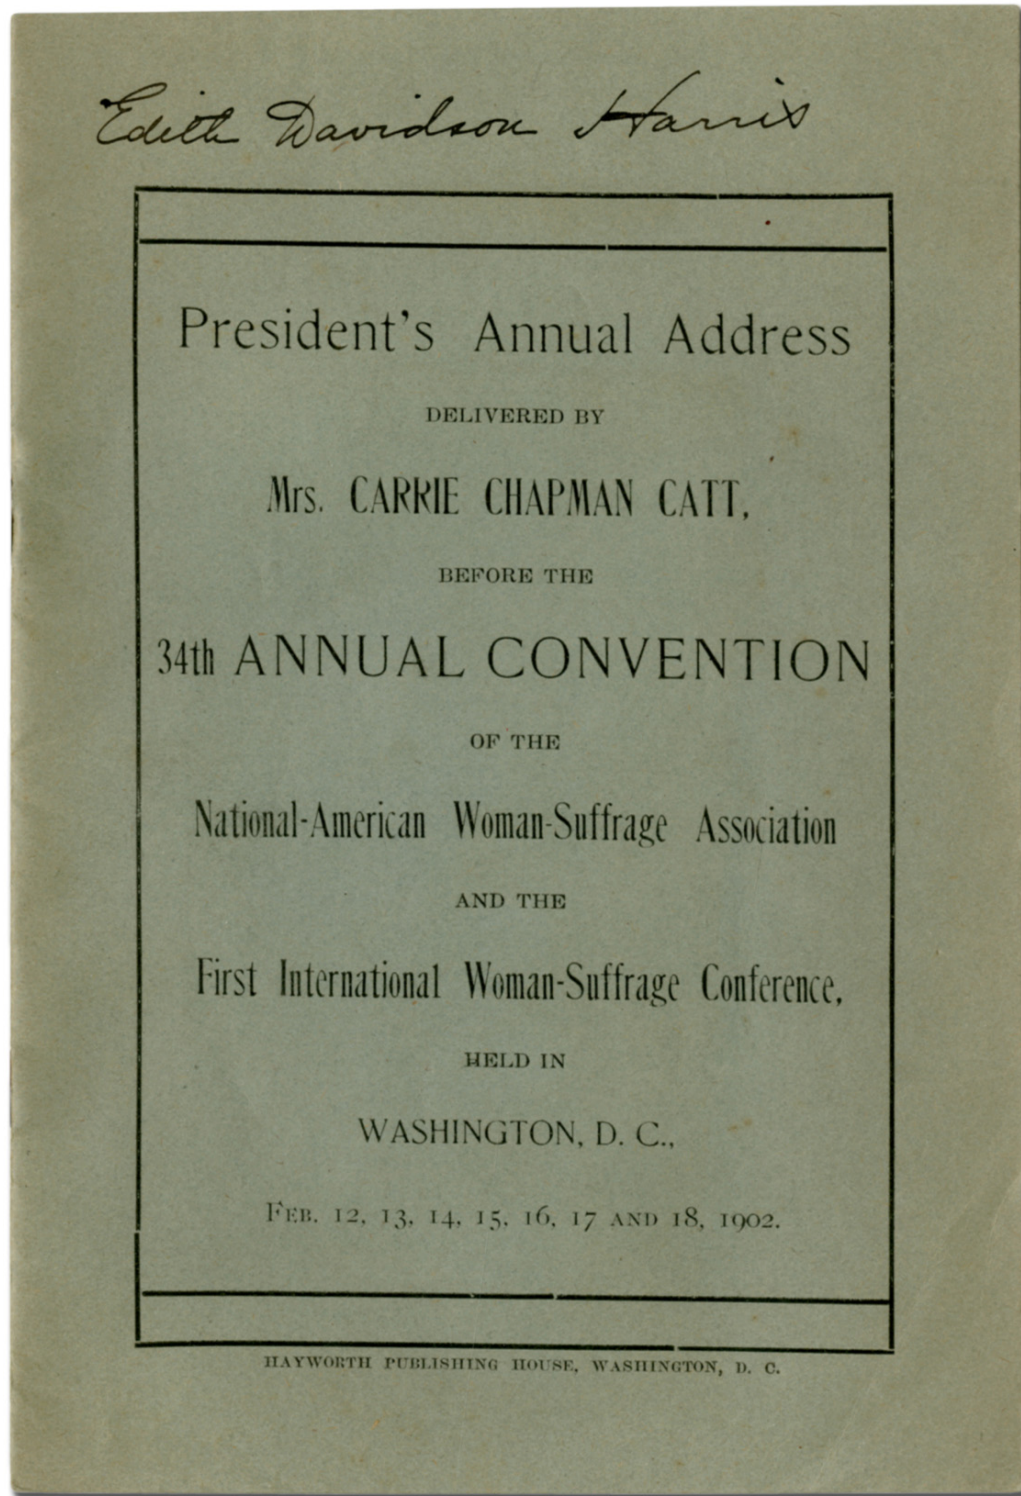 Edith Davidson Harris
President's Annual Address
DELIVERED BY
Mrs. CARRIE CHAPMAN CATT,
BEFORE THE
34th ANNUAL CONVENTION
OF THE
National-American Woman-Suffrage Association
AND THE
First International Woman-Suffrage Conference,
HELD IN
WASHINGTON, D. C.,
FEB. 12, 13, 14, 15, 16, 17 AND 18, 1902.
HAYWORTH PUBLISHING HOUSE, WASHINGTON, D. C.